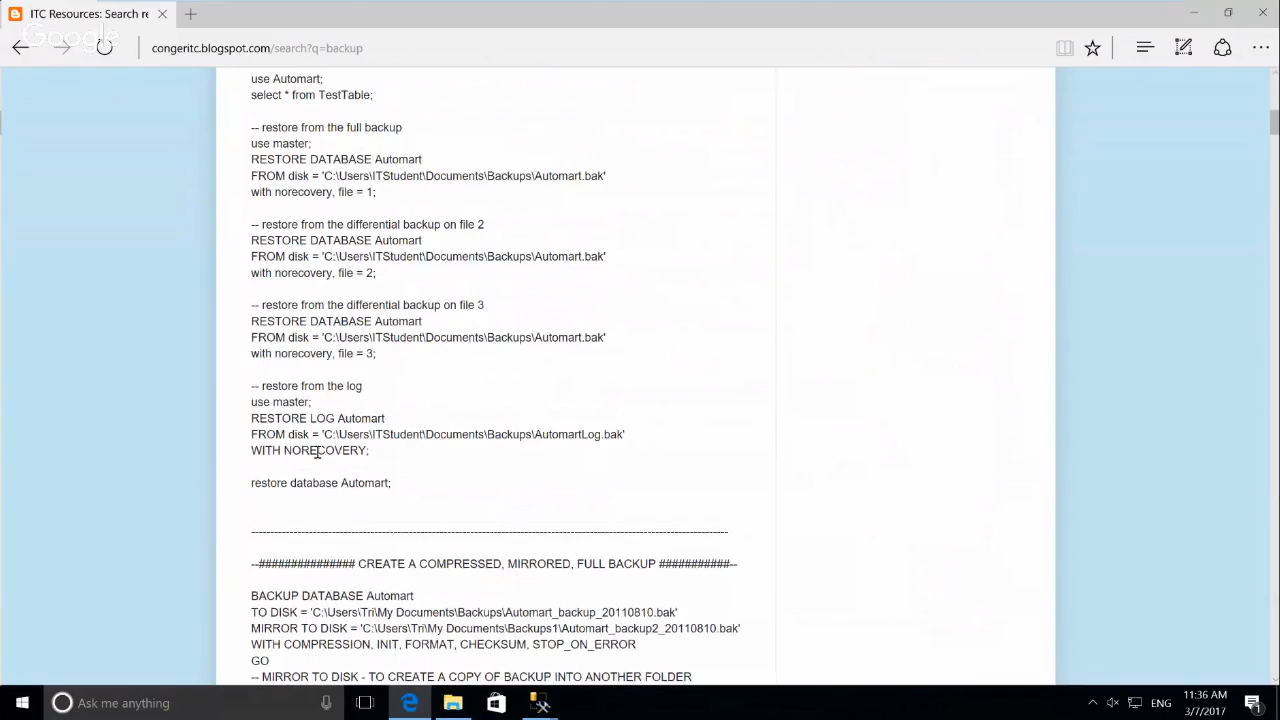 ITC Resources: Search re
Google
congeritc.blogspot.com/search?q=backup
use Automart;
select * from TestTable;
-- restore from the full backup
use master;
RESTORE DATABASE Automart
FROM disk = 'C:\Users\ITStudent\Documents\Backups\Automart.bak'
with norecovery, file = 1;
-- restore from the differential backup on file 2
RESTORE DATABASE Automart
FROM disk = 'C:\Users\ITStudent\Documents\Backups\Automart.bak'
with norecovery, file = 2;
-- restore from the differential backup on file 3
RESTORE DATABASE Automart
FROM disk = 'C:\Users\ITStudent\Documents\Backups\Automart.bak'
with norecovery, file = 3;
-- restore from the log
use master;
RESTORE LOG Automart
FROM disk = 'C:\Users\ITStudent\Documents\Backups\AutomartLog.bak'
WITH NORECOVERY;
restore database Automart;
--------------------------------------------------------------------------------------------------------------------
--############### CREATE A COMPRESSED, MIRRORED, FULL BACKUP ###########--
BACKUP DATABASE Automart
TO DISK = 'C:\Users\Tri\My Documents\Backups\Automart_backup_20110810.bak'
MIRROR TO DISK = 'C:\Users\Tri\My Documents\Backups1\Automart_backup2_20110810.bak'
WITH COMPRESSION, INIT, FORMAT, CHECKSUM, STOP_ON_ERROR
GO
-- MIRROR TO DISK - TO CREATE A COPY OF BACKUP INTO ANOTHER FOLDER
Ask me anything
ENG
11:36 AM
3/7/2017